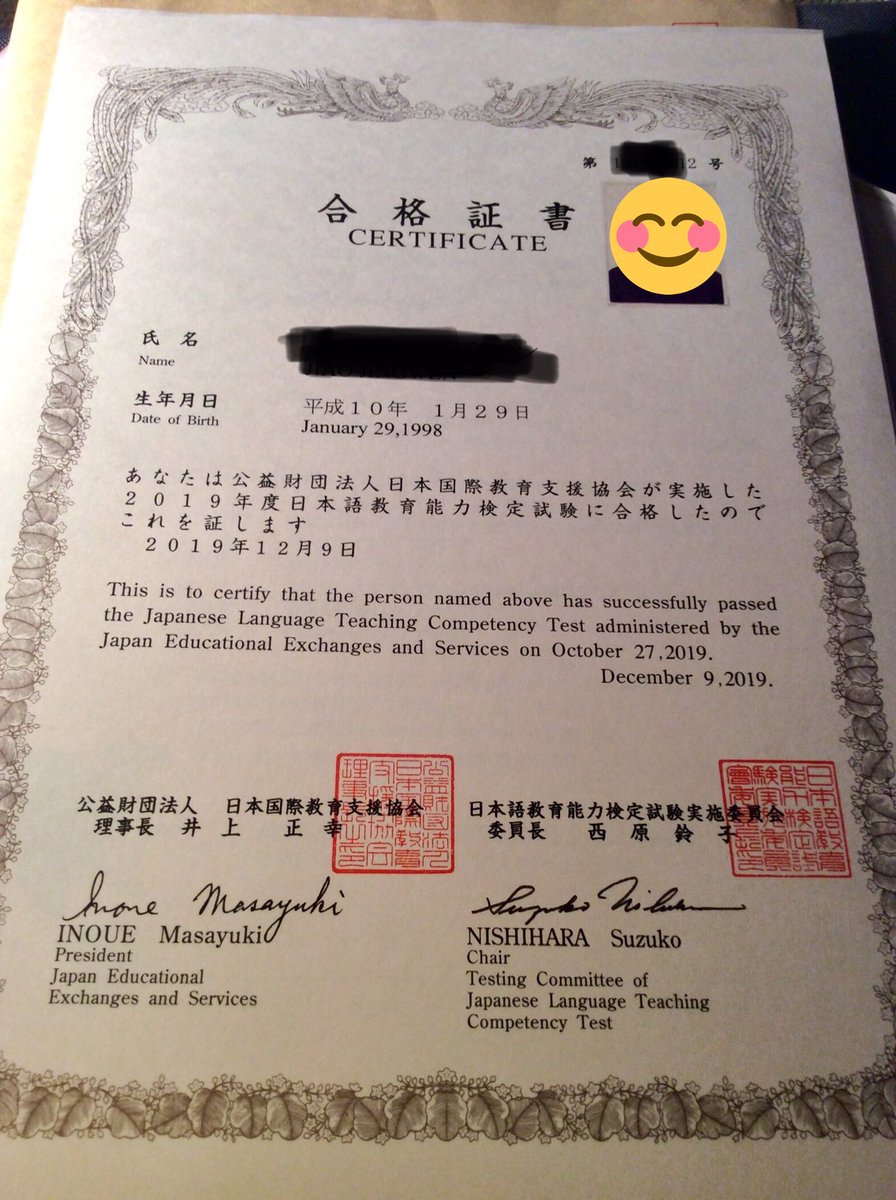 第 号
合格証書
CERTIFICATE
氏名
Name
生年月日
平成10年 1月29日
Date of Birth
January 29,1998
あなたは公益財団法人日本国際教育支援協会が実施した
2019年度日本語教育能力検定試験に合格したので
これを証します
2019年12月9日
This is to certify that the person named above has successfully passed
the Japanese Language Teaching Competency Test administered by the
Japan Educational Exchanges and Services on October 27,2019.
December 9,2019.
公益財団法人 日本国際教育支援協会
理事長 井上 正幸
Inoue Masayuki
INOUE Masayuki
President
Japan Educational
Exchanges and Services
日本語教育能力検定試験実施委員会
委員長 西原鈴子
NISHIHARA Suzuko
Chair
Testing Committee of
Japanese Language Teaching
Competency Test